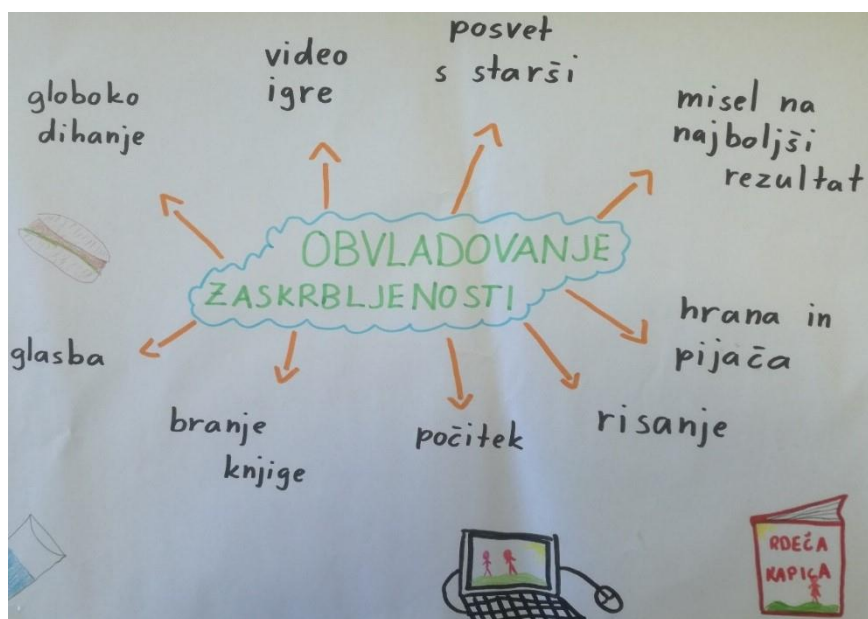 globoko
dihanje
video
igre
posvet
s starši
misel na
najboljši
rezultat
OBVLADOVANJE
ZASKRBLJENOSTI
glasba
branje
knjige
počitek
risanje
hrana in
pijača
RDEČA
KAPICA